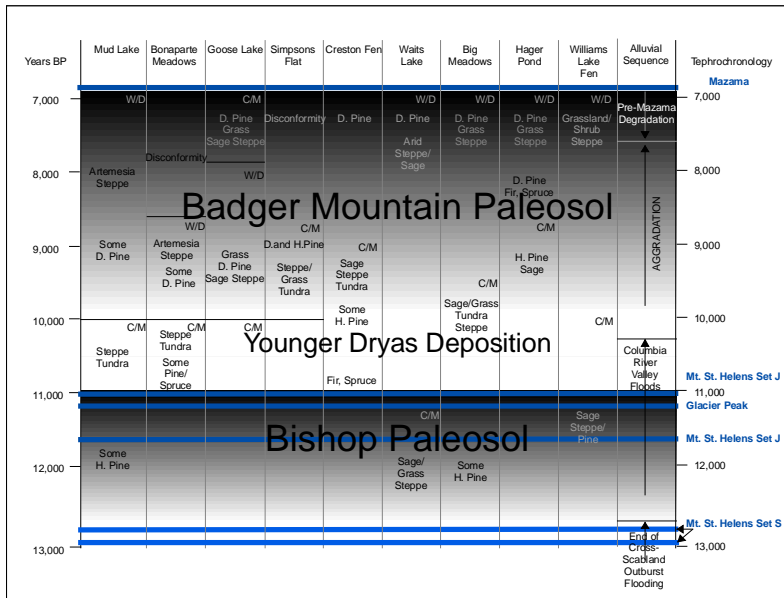 Years BP
Mud Lake
Bonaparte
Meadows
Goose Lake
Simpsons
Flat
Creston Fen
Waits
Lake
Big
Meadows
Hager
Pond
Williams
Lake
Fen
Alluvial
Sequence
Tephrochronology
Mazama
7,000
W/D
C/M
W/D
W/D
W/D
W/D
7,000
D. Pine
Grass
Sage Steppe
Disconformity
D. Pine
D. Pine
D. Pine
Grass
Steppe
D. Pine
Grass
Steppe
Grassland/
Shrub
Steppe
Pre-Mazama
Degradation
Arid
Steppe/
Sage
Disconformity
8,000
Artemesia
Steppe
W/D
D. Pine
Fir, Spruce
8,000
Badger Mountain Paleosol
W/D
C/M
C/M
9,000
Some
D. Pine
Artemesia
Steppe
Some
D. Pine
Grass
D. Pine
Sage Steppe
D.and H.Pine
Steppe/
Grass
Tundra
C/M
Sage
Steppe
Tundra
H. Pine
Sage
9,000
AGGRADATION
C/M
Some
H. Pine
Sage/Grass
Tundra
Steppe
10,000
C/M
C/M
C/M
C/M
10,000
Steppe
Tundra
Steppe
Tundra
Some
Pine/
Spruce
Younger Dryas Deposition
Fir, Spruce
Columbia
River
Valley
Floods
Mt. St. Helens Set J
11,000
11,000
Glacier Peak
C/M
Sage
Steppe/
Pine
Bishop Paleosol
Mt. St. Helens Set J
12,000
Some
H. Pine
Sage/
Grass
Steppe
Some
H. Pine
12,000
Mt. St. Helens Set S
13,000
End of
Cross-
Scabland
Outburst
Flooding
13,000